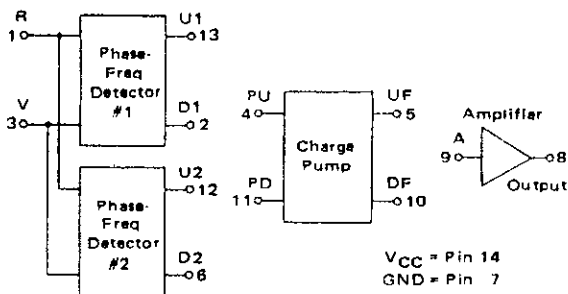 R
1
V
3
Phase-
Freq
Detector
#1
U1
13
D1
2
Phase-
Freq
Detector
#2
U2
12
D2
6
PU
4
PD
11
Charge
Pump
UF
5
DF
10
Amplifier
A
9
8
Output
VCC = Pin 14
GND = Pin 7